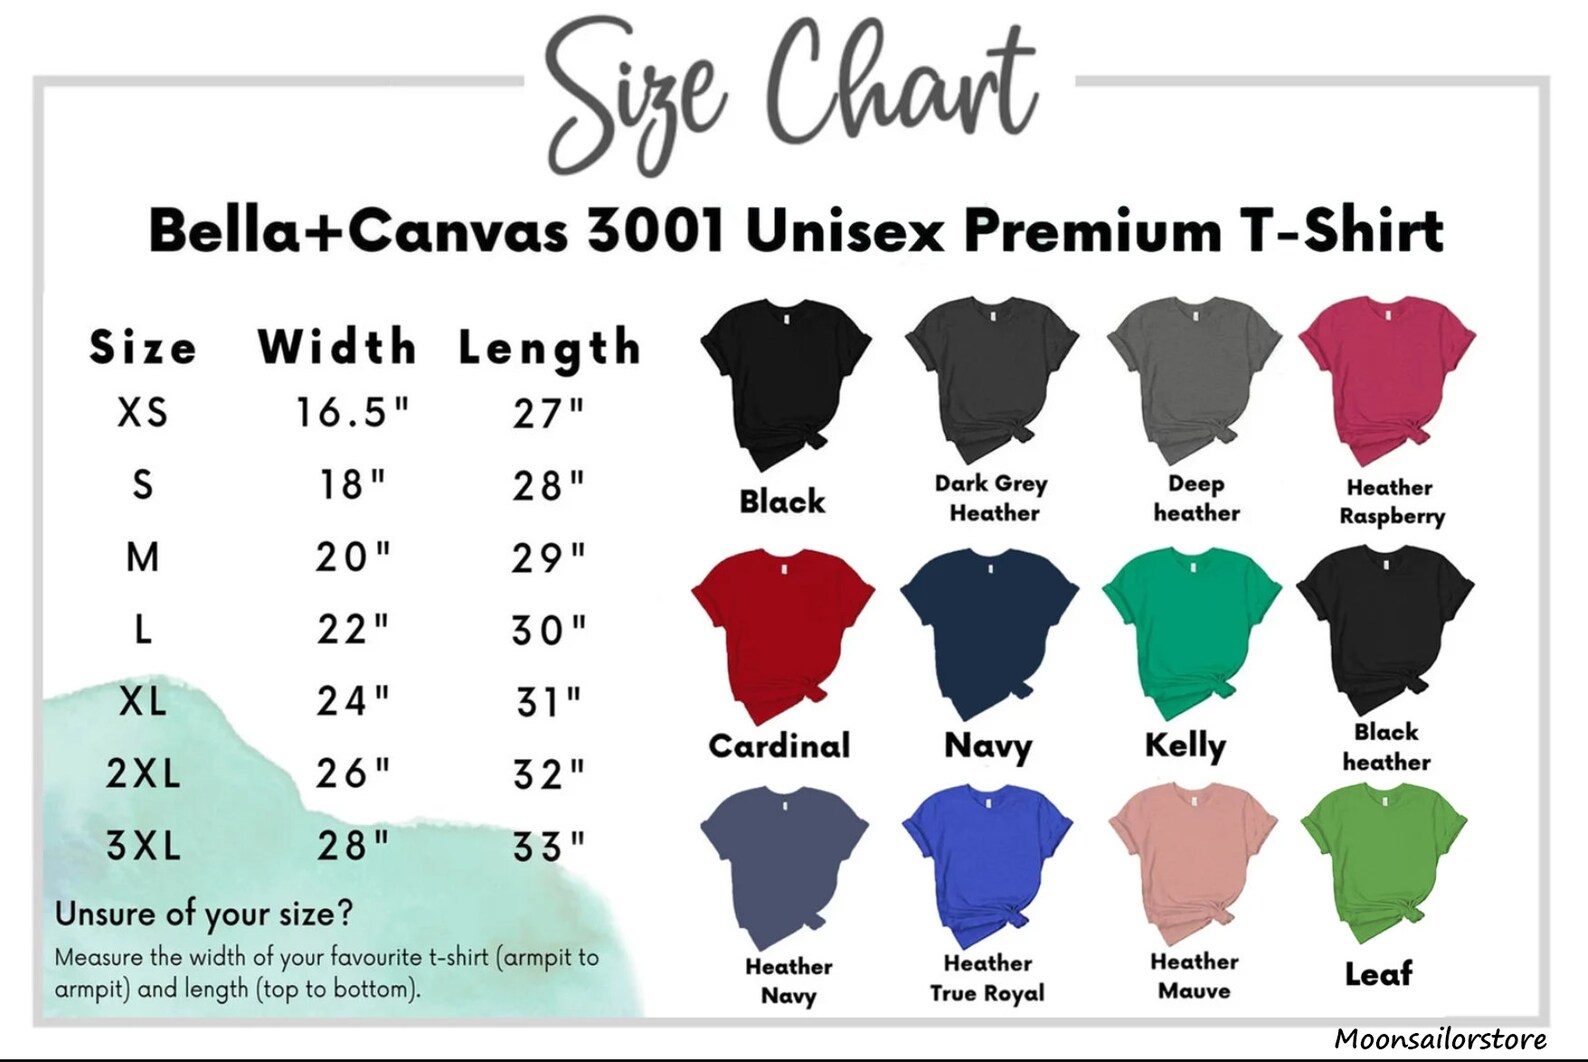 Size Chart
Bella+Canvas 3001 Unisex Premium T-Shirt
Size Width Length
XS 16.5" 27"
S 18" 28"
M 20" 29"
L 22" 30"
XL 24" 31"
2XL 26" 32"
3XL 28" 33"
Unsure of your size?
Measure the width of your favourite t-shirt (armpit to
armpit) and length (top to bottom).
Black
Dark Grey
Heather
Deep
heather
Heather
Raspberry
Cardinal
Navy
Kelly
Black
heather
Heather
Navy
Heather
True Royal
Heather
Mauve
Leaf
Moonsailorstore